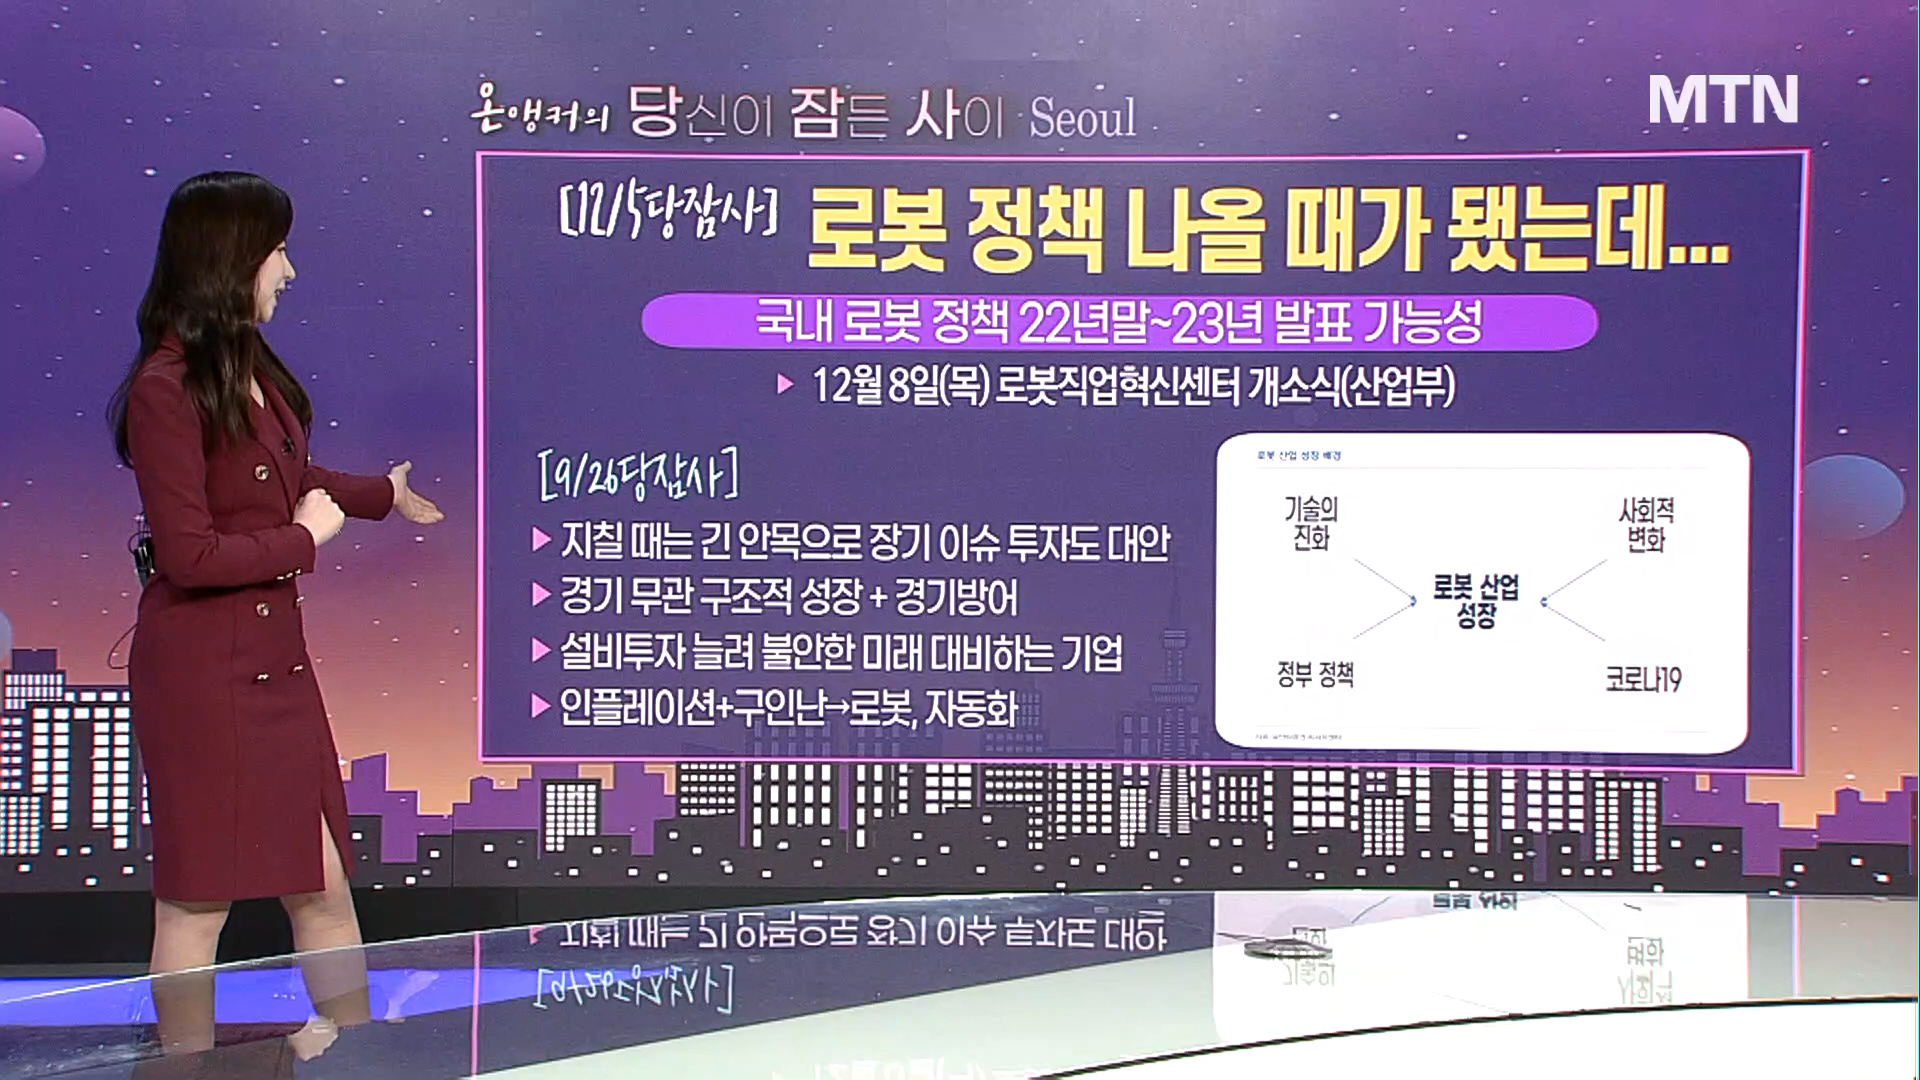 온앵커의 당신이 잠든 사이 Seoul
MTN
[12/5당잠사] 로봇 정책 나올 때가 됐는데...
국내 로봇 정책 22년말~23년 발표 가능성
▶ 12월 8일(목) 로봇직업혁신센터 개소식(산업부)
[9/26당잠사]
▶ 지칠 때는 긴 안목으로 장기 이슈 투자도 대안
▶ 경기 무관 구조적 성장 + 경기방어
▶ 설비투자 늘려 불안한 미래 대비하는 기업
▶ 인플레이션+구인난→로봇, 자동화
로봇 산업 성장 배경
기술의
진화
사회적
변화
로봇 산업
성장
정부 정책
코로나19